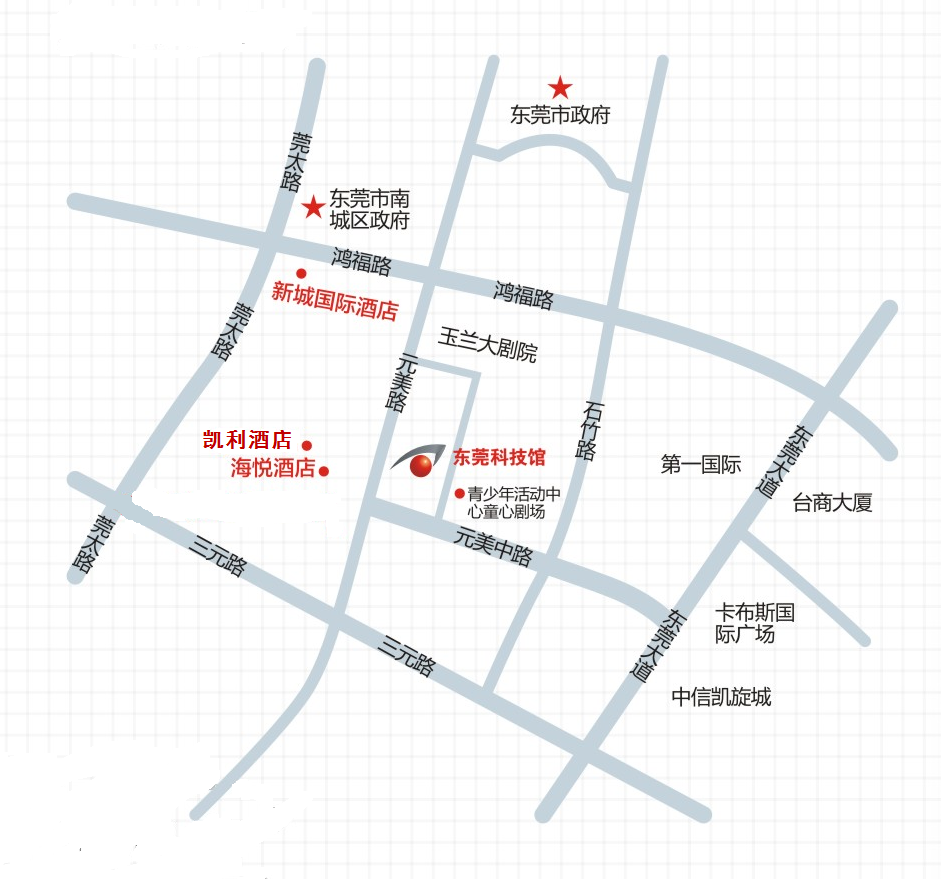 东莞市政府
莞太路
东莞市南
城区政府
鸿福路
新城国际酒店
鸿福路
莞太路
玉兰大剧院
元美路
石竹路
凯利酒店
海悦酒店
东莞科技馆
第一国际
东莞大道
青少年活动中
心童心剧场
台商大厦
莞太路
三元路
元美中路
卡布斯国
际广场
东莞大道
三元路
中信凯旋城